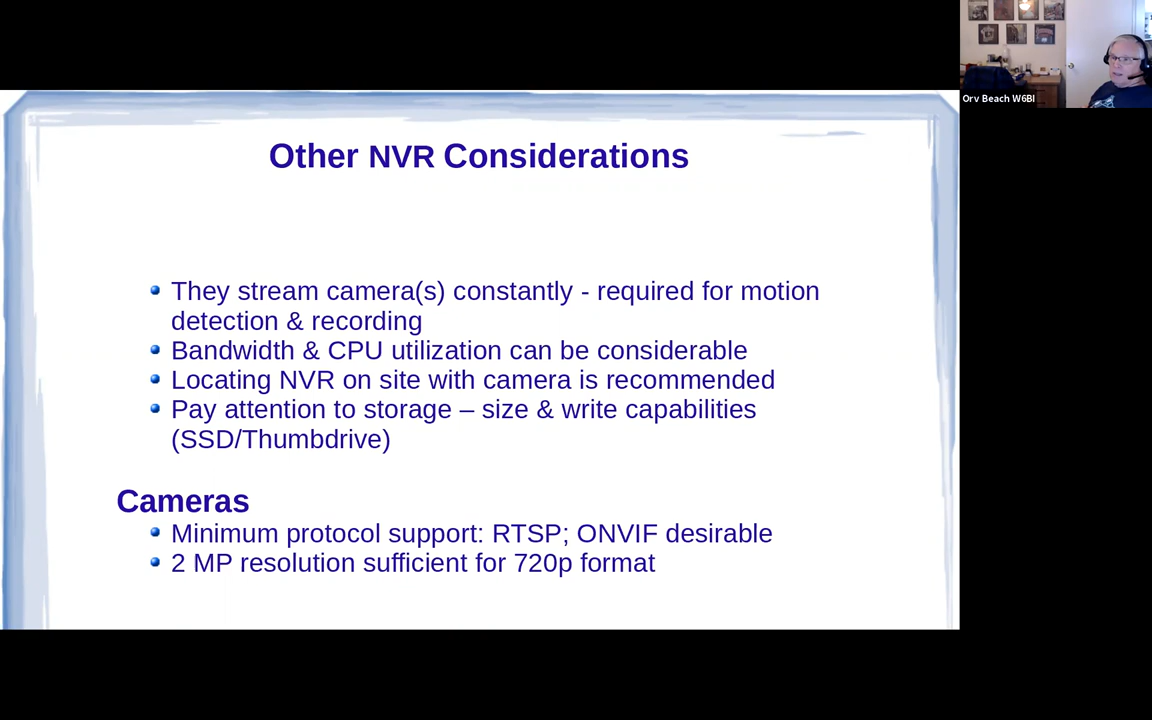 Orv Beach W6BI
Other NVR Considerations
They stream camera(s) constantly - required for motion
detection & recording
Bandwidth & CPU utilization can be considerable
Locating NVR on site with camera is recommended
Pay attention to storage – size & write capabilities
(SSD/Thumbdrive)
Cameras
Minimum protocol support: RTSP; ONVIF desirable
2 MP resolution sufficient for 720p format